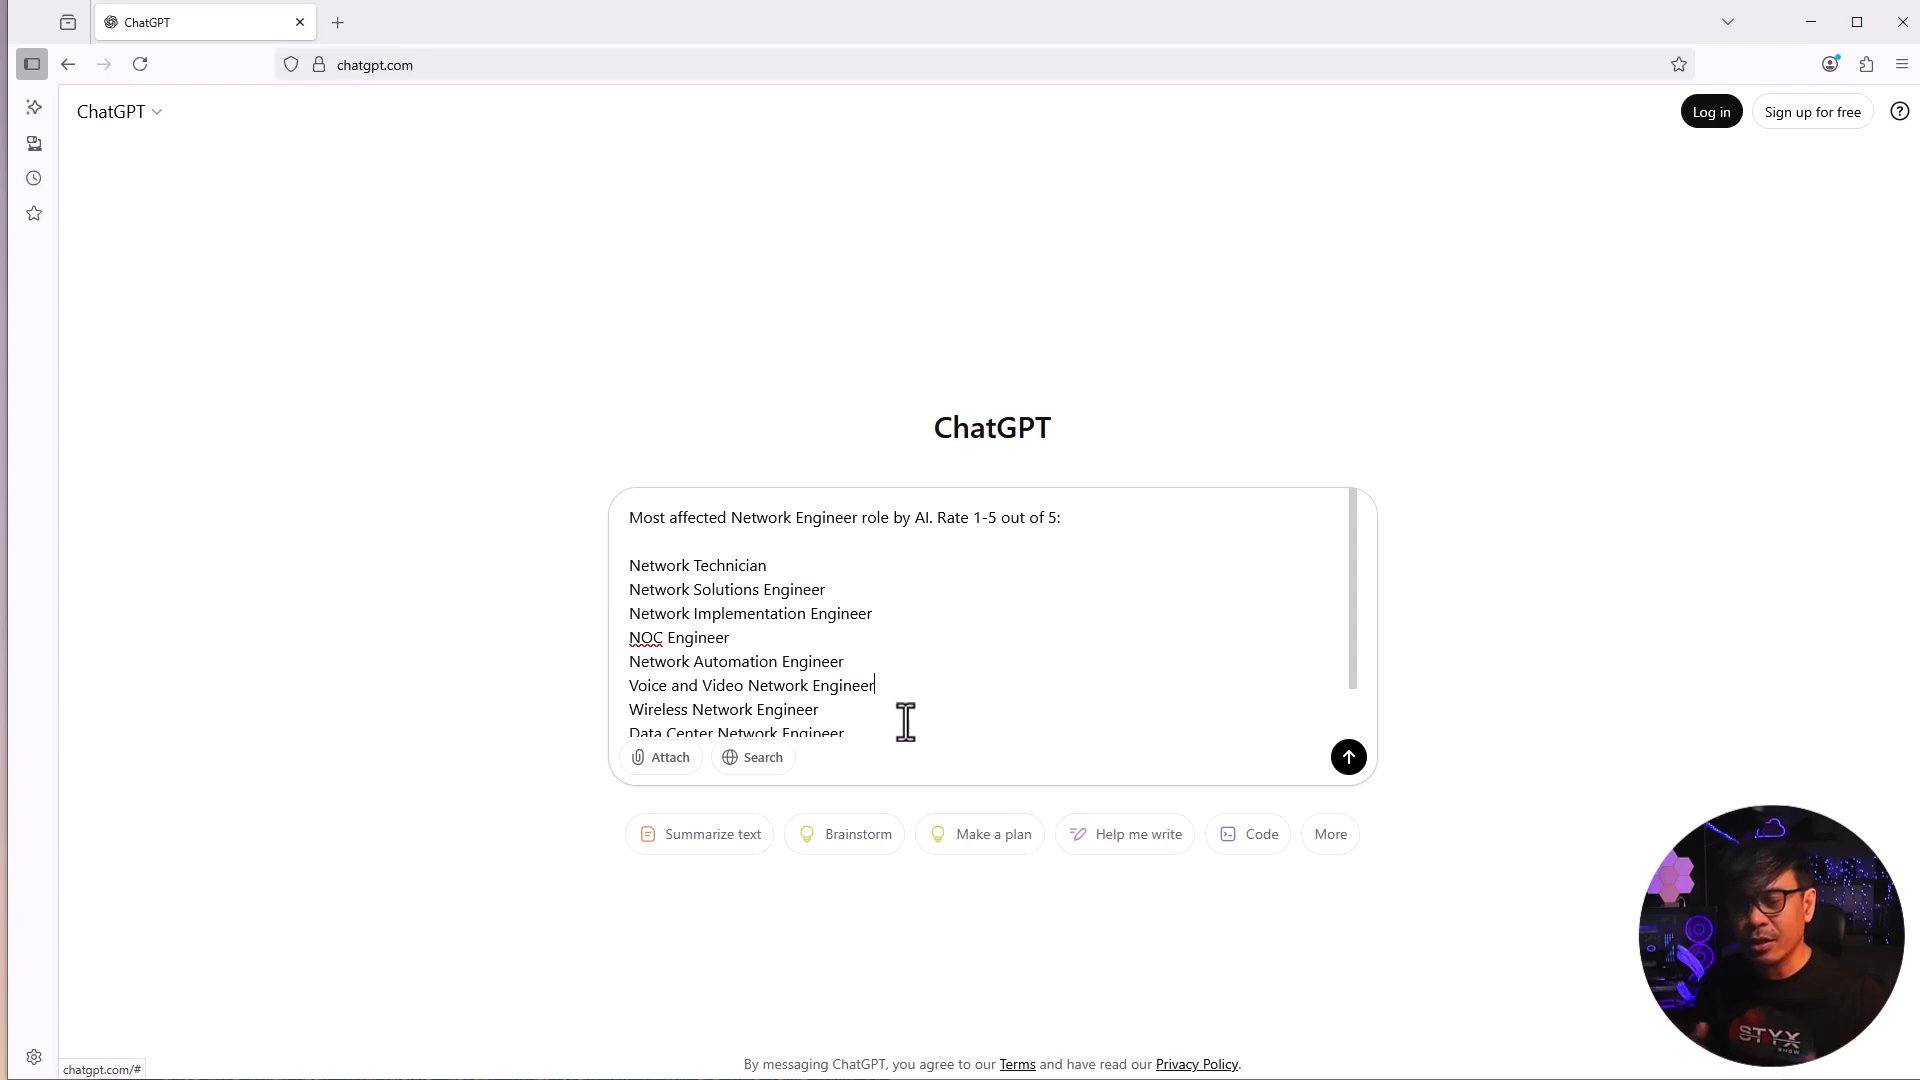 ChatGPT
chatgpt.com
ChatGPT
Log in
Sign up for free
ChatGPT
Most affected Network Engineer role by AI. Rate 1-5 out of 5:
Network Technician
Network Solutions Engineer
Network Implementation Engineer
NOC Engineer
Network Automation Engineer
Voice and Video Network Engineer
Wireless Network Engineer
Data Center Network Engineer
Attach
Search
Summarize text
Brainstorm
Make a plan
Help me write
Code
More
STYX
SHOW
By messaging ChatGPT, you agree to our Terms and have read our Privacy Policy.
chatgpt.com/#